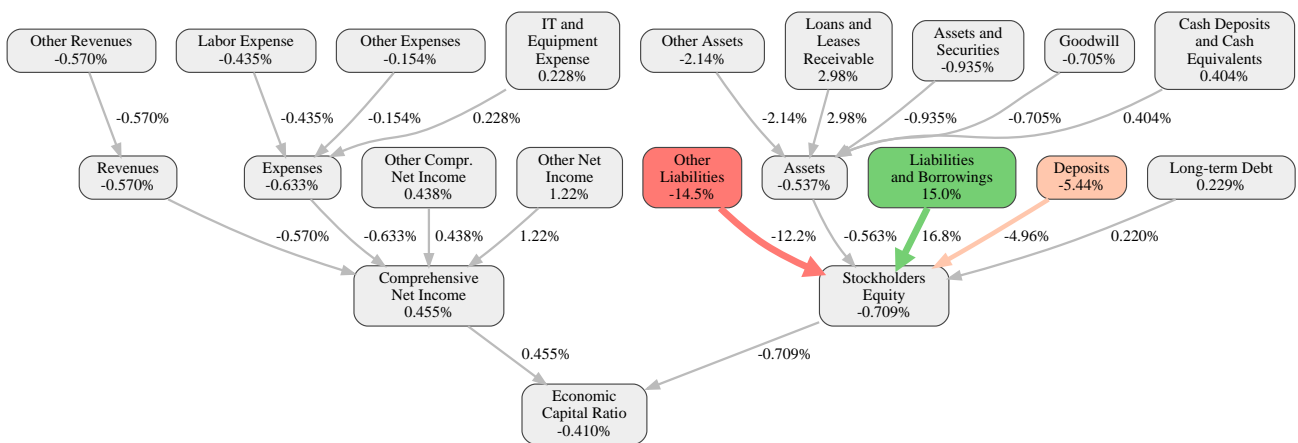 Other Revenues
-0.570%
Labor Expense
-0.435%
Other Expenses
-0.154%
IT and
Equipment
Expense
0.228%
Other Assets
-2.14%
Loans and
Leases
Receivable
2.98%
Assets and
Securities
-0.935%
Goodwill
-0.705%
Cash Deposits
and Cash
Equivalents
0.404%
-0.570%
-0.435%
-0.154%
0.228%
-2.14%
2.98%
-0.935%
-0.705%
0.404%
Revenues
-0.570%
Expenses
-0.633%
Other Compr.
Net Income
0.438%
Other Net
Income
1.22%
Other
Liabilities
-14.5%
Assets
-0.537%
Liabilities
and Borrowings
15.0%
Deposits
-5.44%
Long-term Debt
0.229%
-0.570%
-0.633%
0.438%
1.22%
-12.2%
-0.563%
16.8%
-4.96%
0.220%
Comprehensive
Net Income
0.455%
Stockholders
Equity
-0.709%
0.455%
-0.709%
Economic
Capital Ratio
-0.410%